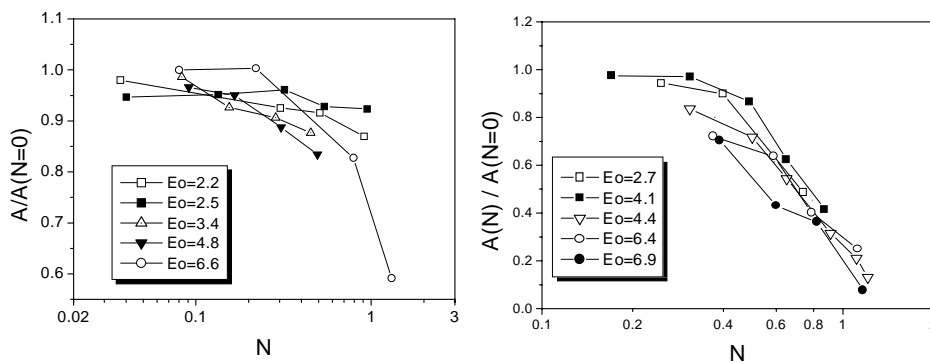 1.1
1.0
0.9
0.8
0.7
0.6
A/A(N=0)
Eo=2.2
Eo=2.5
Eo=3.4
Eo=4.8
Eo=6.6
0.02 0.1 1 3
N
1.0
0.8
0.6
0.4
0.2
0.0
A(N) / A(N=0)
Eo=2.7
Eo=4.1
Eo=4.4
Eo=6.4
Eo=6.9
0.1 0.2 0.4 0.6 0.8 1
N